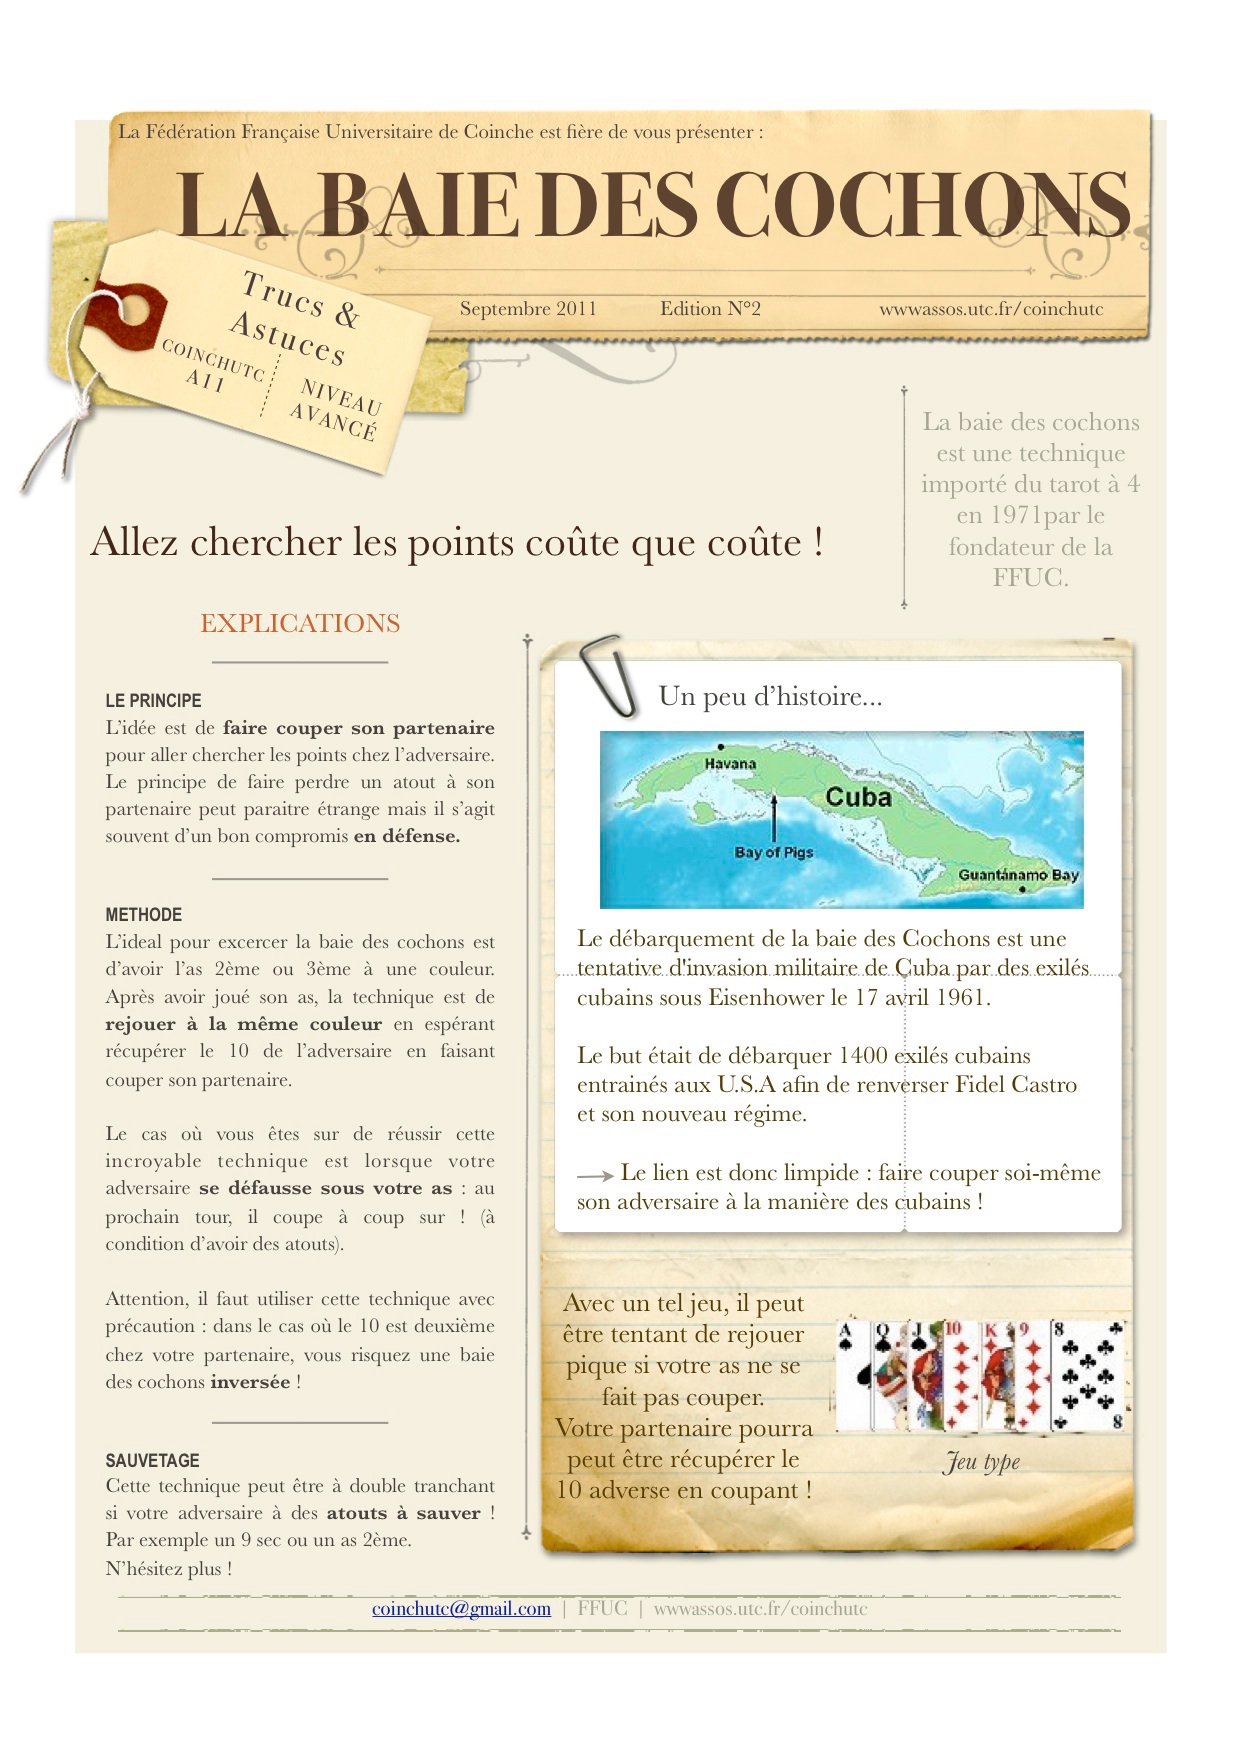 La Fédération Française Universitaire de Coinche est fière de vous présenter :
LA BAIE DES COCHONS
Septembre 2011 Edition N°2 wwwassos.utc.fr/coinchutc
Trucs &
Astuces
COINCHUTC
A11
NIVEAU
AVANCÉ
La baie des cochons
est une technique
importé du tarot à 4
en 1971par le
fondateur de la
FFUC.
Allez chercher les points coûte que coûte !
EXPLICATIONS
LE PRINCIPE
L'idée est de faire couper son partenaire
pour aller chercher les points chez l'adversaire.
Le principe de faire perdre un atout à son
partenaire peut paraitre étrange mais il s'agit
souvent d'un bon compromis en défense.
METHODE
L'ideal pour excercer la baie des cochons est
d'avoir l'as 2ème ou 3ème à une couleur.
Après avoir joué son as, la technique est de
rejouer à la même couleur en espérant
récupérer le 10 de l'adversaire en faisant
couper son partenaire.
Le cas où vous êtes sur de réussir cette
incroyable technique est lorsque votre
adversaire se défausse sous votre as : au
prochain tour, il coupe à coup sur ! (à
condition d'avoir des atouts).
Attention, il faut utiliser cette technique avec
précaution : dans le cas où le 10 est deuxième
chez votre partenaire, vous risquez une baie
des cochons inversée !
SAUVETAGE
Cette technique peut être à double tranchant
si votre adversaire à des atouts à sauver !
Par exemple un 9 sec ou un as 2ème.
N'hésitez plus !
Un peu d'histoire...
Havana
Cuba
Bay of Pigs
Guantánamo Bay
Le débarquement de la baie des Cochons est une
tentative d'invasion militaire de Cuba par des exilés
cubains sous Eisenhower le 17 avril 1961.
Le but était de débarquer 1400 exilés cubains
entrainés aux U.S.A afin de renverser Fidel Castro
et son nouveau régime.
Le lien est donc limpide : faire couper soi-même
son adversaire à la manière des cubains !
Avec un tel jeu, il peut
être tentant de rejouer
pique si votre as ne se
fait pas couper.
Votre partenaire pourra
peut être récupérer le
10 adverse en coupant !
A Q J 10 K 9 8
8
Jeu type
coinchutc@gmail.com | FFUC | wwwassos.utc.fr/coinchutc